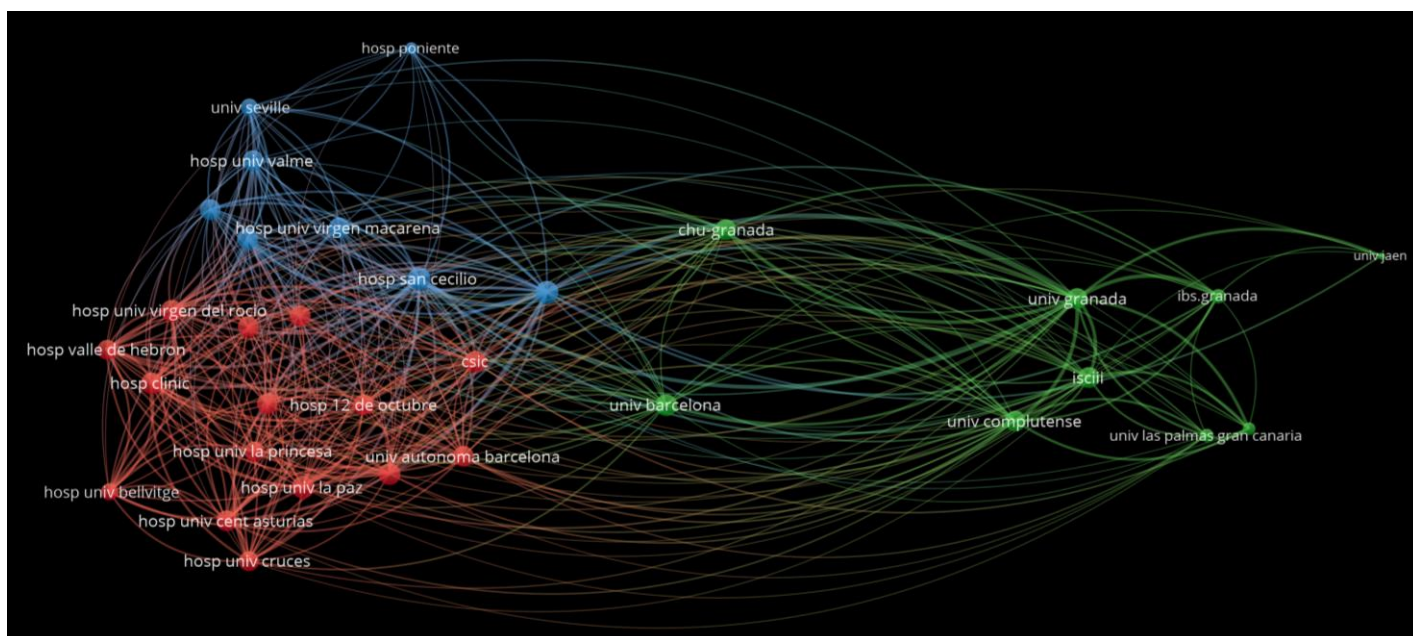 hosp poniente
univ seville
hosp univ valme
hosp univ virgen macarena
chu-granada
univ jaen
hosp san cecilio
univ granada
ibs.granada
hosp univ virgen del rocio
hosp valle de hebron
csic
hosp clinic
isciii
hosp 12 de octubre
univ barcelona
univ complutense
univ las palmas gran canaria
hosp univ la princesa
univ autonoma barcelona
hosp univ bellvitge
hosp univ la paz
hosp univ cent asturias
hosp univ cruces